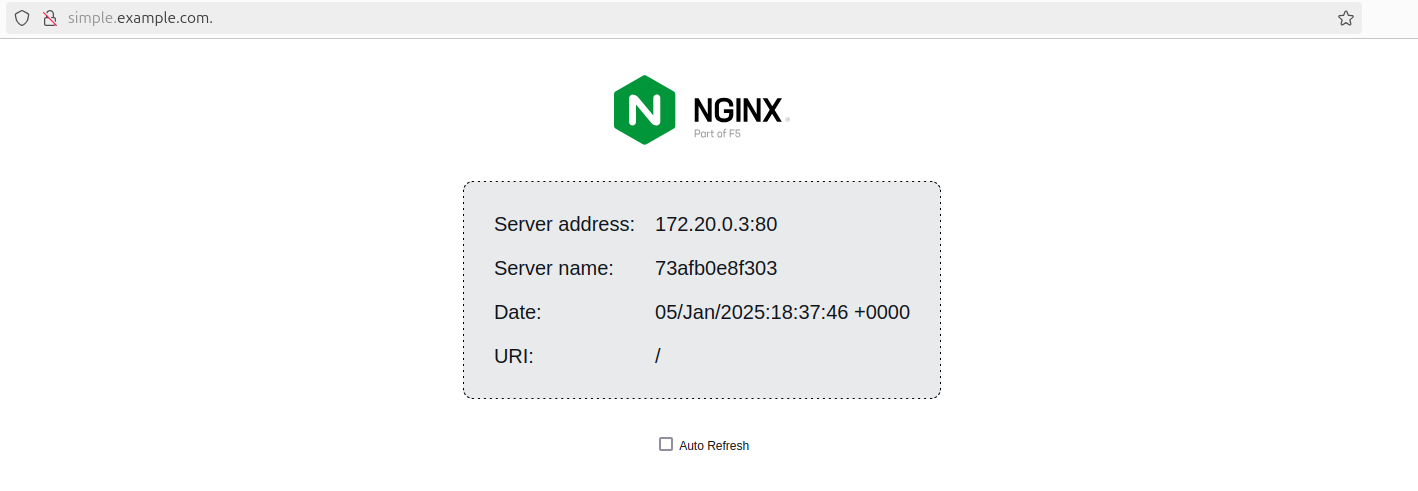 simple.example.com.
NGINX
Part of F5
Server address: 172.20.0.3:80
Server name: 73afb0e8f303
Date: 05/Jan/2025:18:37:46 +0000
URI: /
Auto Refresh